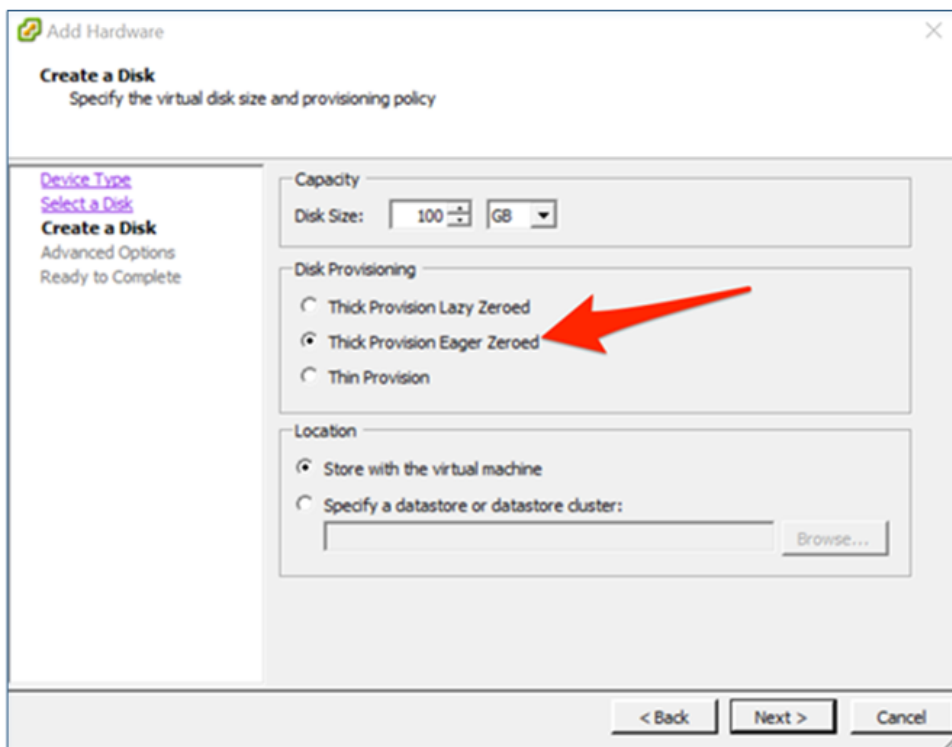 Add Hardware
Create a Disk
Specify the virtual disk size and provisioning policy
Device Type
Select a Disk
Create a Disk
Advanced Options
Ready to Complete
Capacity
Disk Size: 100 GB
Disk Provisioning
Thick Provision Lazy Zeroed
Thick Provision Eager Zeroed
Thin Provision
Location
Store with the virtual machine
Specify a datastore or datastore cluster:
Browse...
< Back Next > Cancel